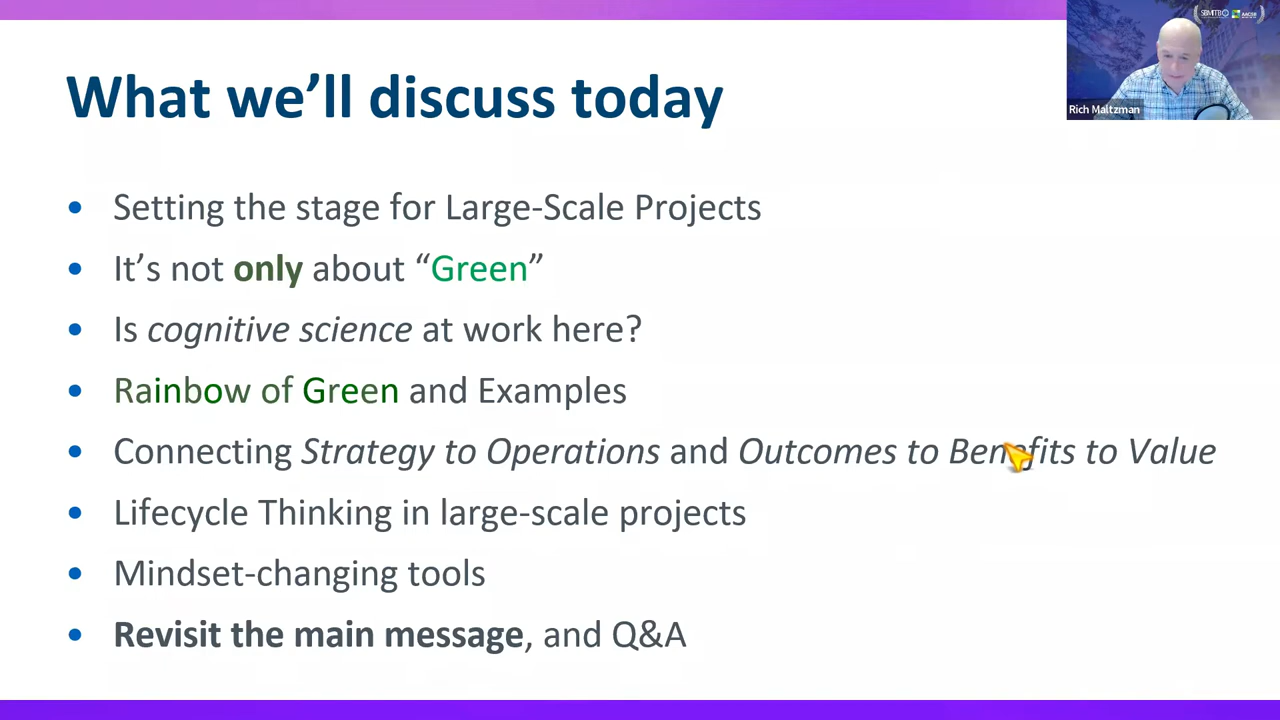 What we’ll discuss today
SBMITB
AACSB
Rich Maltzman
• Setting the stage for Large-Scale Projects
• It’s not only about “Green”
• Is cognitive science at work here?
• Rainbow of Green and Examples
• Connecting Strategy to Operations and Outcomes to Benefits to Value
• Lifecycle Thinking in large-scale projects
• Mindset-changing tools
• Revisit the main message, and Q&A